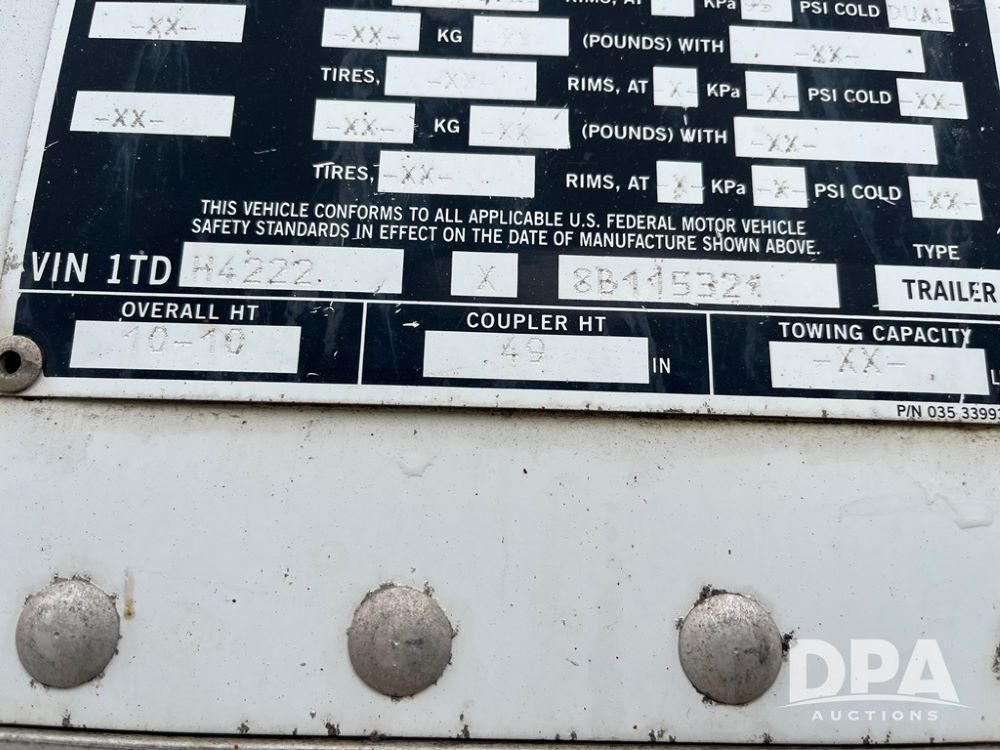 RIMS, AT KPa PSI COLD DUAL
-XX- -XX- KG -XX- (POUNDS) WITH -XX-
TIRES, -XX- RIMS, AT -X- KPa -X- PSI COLD -XX-
-XX- -XX- KG -XX- (POUNDS) WITH -XX-
TIRES, -XX- RIMS, AT -X- KPa -X- PSI COLD -XX-
THIS VEHICLE CONFORMS TO ALL APPLICABLE U.S. FEDERAL MOTOR VEHICLE
SAFETY STANDARDS IN EFFECT ON THE DATE OF MANUFACTURE SHOWN ABOVE.
TYPE
VIN 1TD H4222 X 8B115321 TRAILER
OVERALL HT COUPLER HT TOWING CAPACITY
10-10 49 IN -XX-
P/N 035 3399
DPA
AUCTIONS